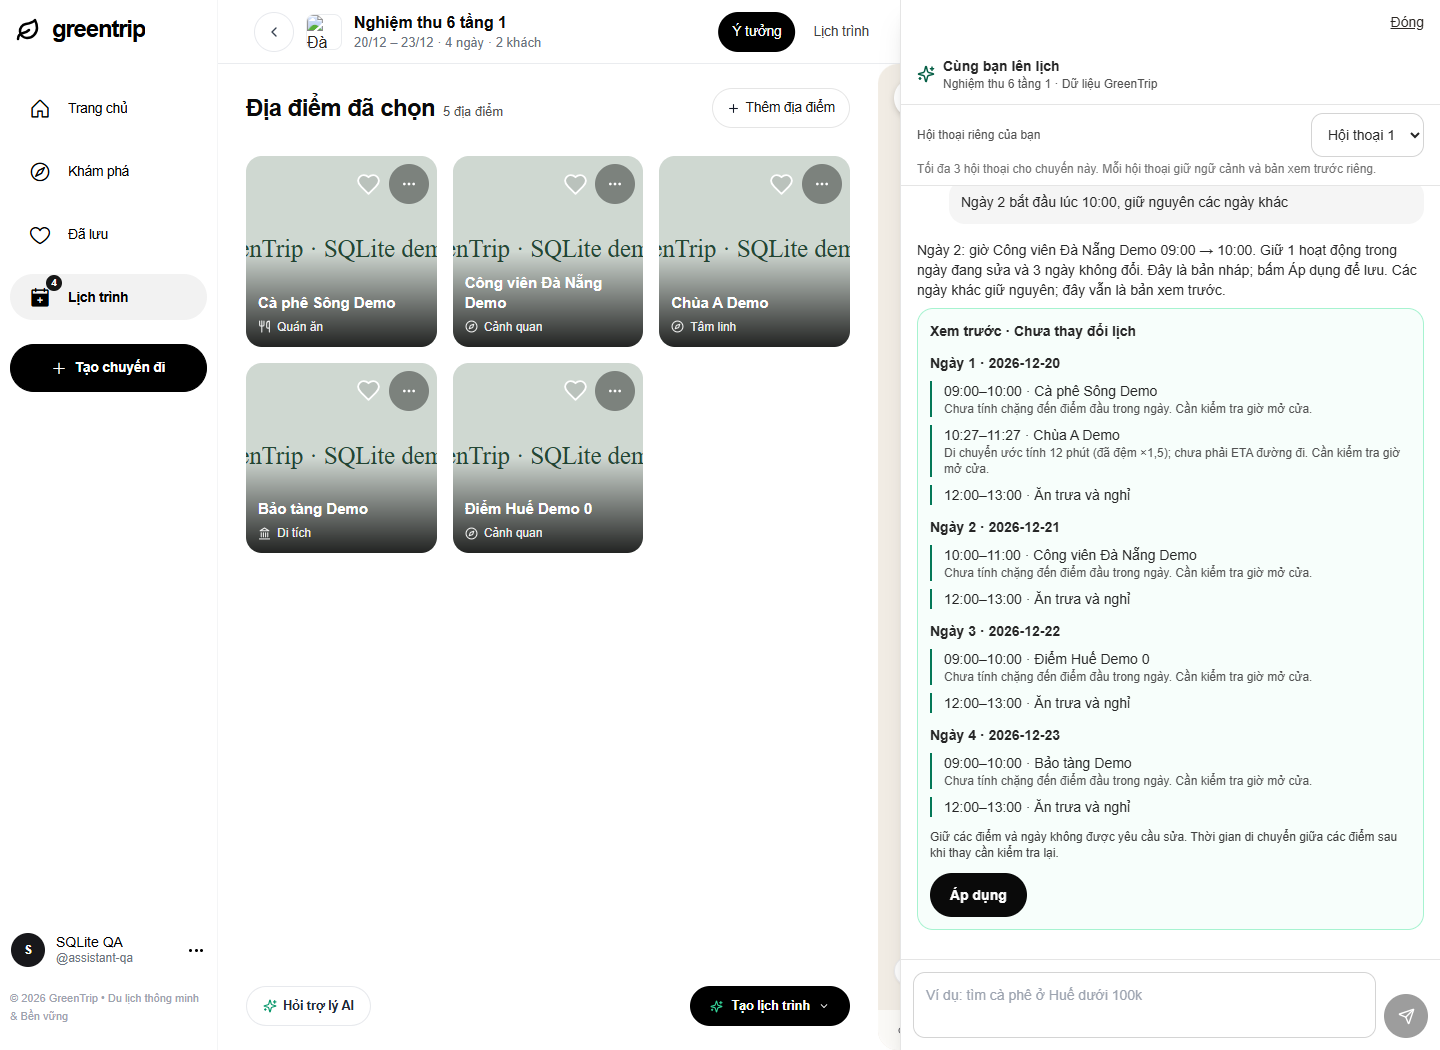 greentrip
Trang chủ
Khám phá
Đã lưu
4
Lịch trình
Tạo chuyến đi
SQLite QA
@assistant-qa
S
© 2026 GreenTrip • Du lịch thông minh
& Bền vững
Đà
Nghiệm thu 6 tầng 1
20/12 – 23/12 · 4 ngày · 2 khách
Ý tưởng
Lịch trình
Địa điểm đã chọn 5 địa điểm
Thêm địa điểm
enTrip · SQLite dem
Cà phê Sông Demo
Quán ăn
enTrip · SQLite dem
Công viên Đà Nẵng
Demo
Cảnh quan
enTrip · SQLite dem
Chùa A Demo
Tâm linh
enTrip · SQLite dem
Bảo tàng Demo
Di tích
enTrip · SQLite dem
Điểm Huế Demo 0
Cảnh quan
Hỏi trợ lý AI
Tạo lịch trình
Đóng
Cùng bạn lên lịch
Nghiệm thu 6 tầng 1 · Dữ liệu GreenTrip
Hội thoại riêng của bạn
Hội thoại 1
Tối đa 3 hội thoại cho chuyến này. Mỗi hội thoại giữ ngữ cảnh và bản xem trước riêng.
Ngày 2 bắt đầu lúc 10:00, giữ nguyên các ngày khác
Ngày 2: giờ Công viên Đà Nẵng Demo 09:00 → 10:00. Giữ 1 hoạt động trong
ngày đang sửa và 3 ngày không đổi. Đây là bản nháp; bấm Áp dụng để lưu. Các
ngày khác giữ nguyên; đây vẫn là bản xem trước.
Xem trước · Chưa thay đổi lịch
Ngày 1 · 2026-12-20
09:00–10:00 · Cà phê Sông Demo
Chưa tính chặng đến điểm đầu trong ngày. Cần kiểm tra giờ mở cửa.
10:27–11:27 · Chùa A Demo
Di chuyển ước tính 12 phút (đã đệm ×1,5); chưa phải ETA đường đi. Cần kiểm tra giờ
mở cửa.
12:00–13:00 · Ăn trưa và nghỉ
Ngày 2 · 2026-12-21
10:00–11:00 · Công viên Đà Nẵng Demo
Chưa tính chặng đến điểm đầu trong ngày. Cần kiểm tra giờ mở cửa.
12:00–13:00 · Ăn trưa và nghỉ
Ngày 3 · 2026-12-22
09:00–10:00 · Điểm Huế Demo 0
Chưa tính chặng đến điểm đầu trong ngày. Cần kiểm tra giờ mở cửa.
12:00–13:00 · Ăn trưa và nghỉ
Ngày 4 · 2026-12-23
09:00–10:00 · Bảo tàng Demo
Chưa tính chặng đến điểm đầu trong ngày. Cần kiểm tra giờ mở cửa.
12:00–13:00 · Ăn trưa và nghỉ
Giữ các điểm và ngày không được yêu cầu sửa. Thời gian di chuyển giữa các điểm sau
khi thay cần kiểm tra lại.
Áp dụng
Ví dụ: tìm cà phê ở Huế dưới 100k